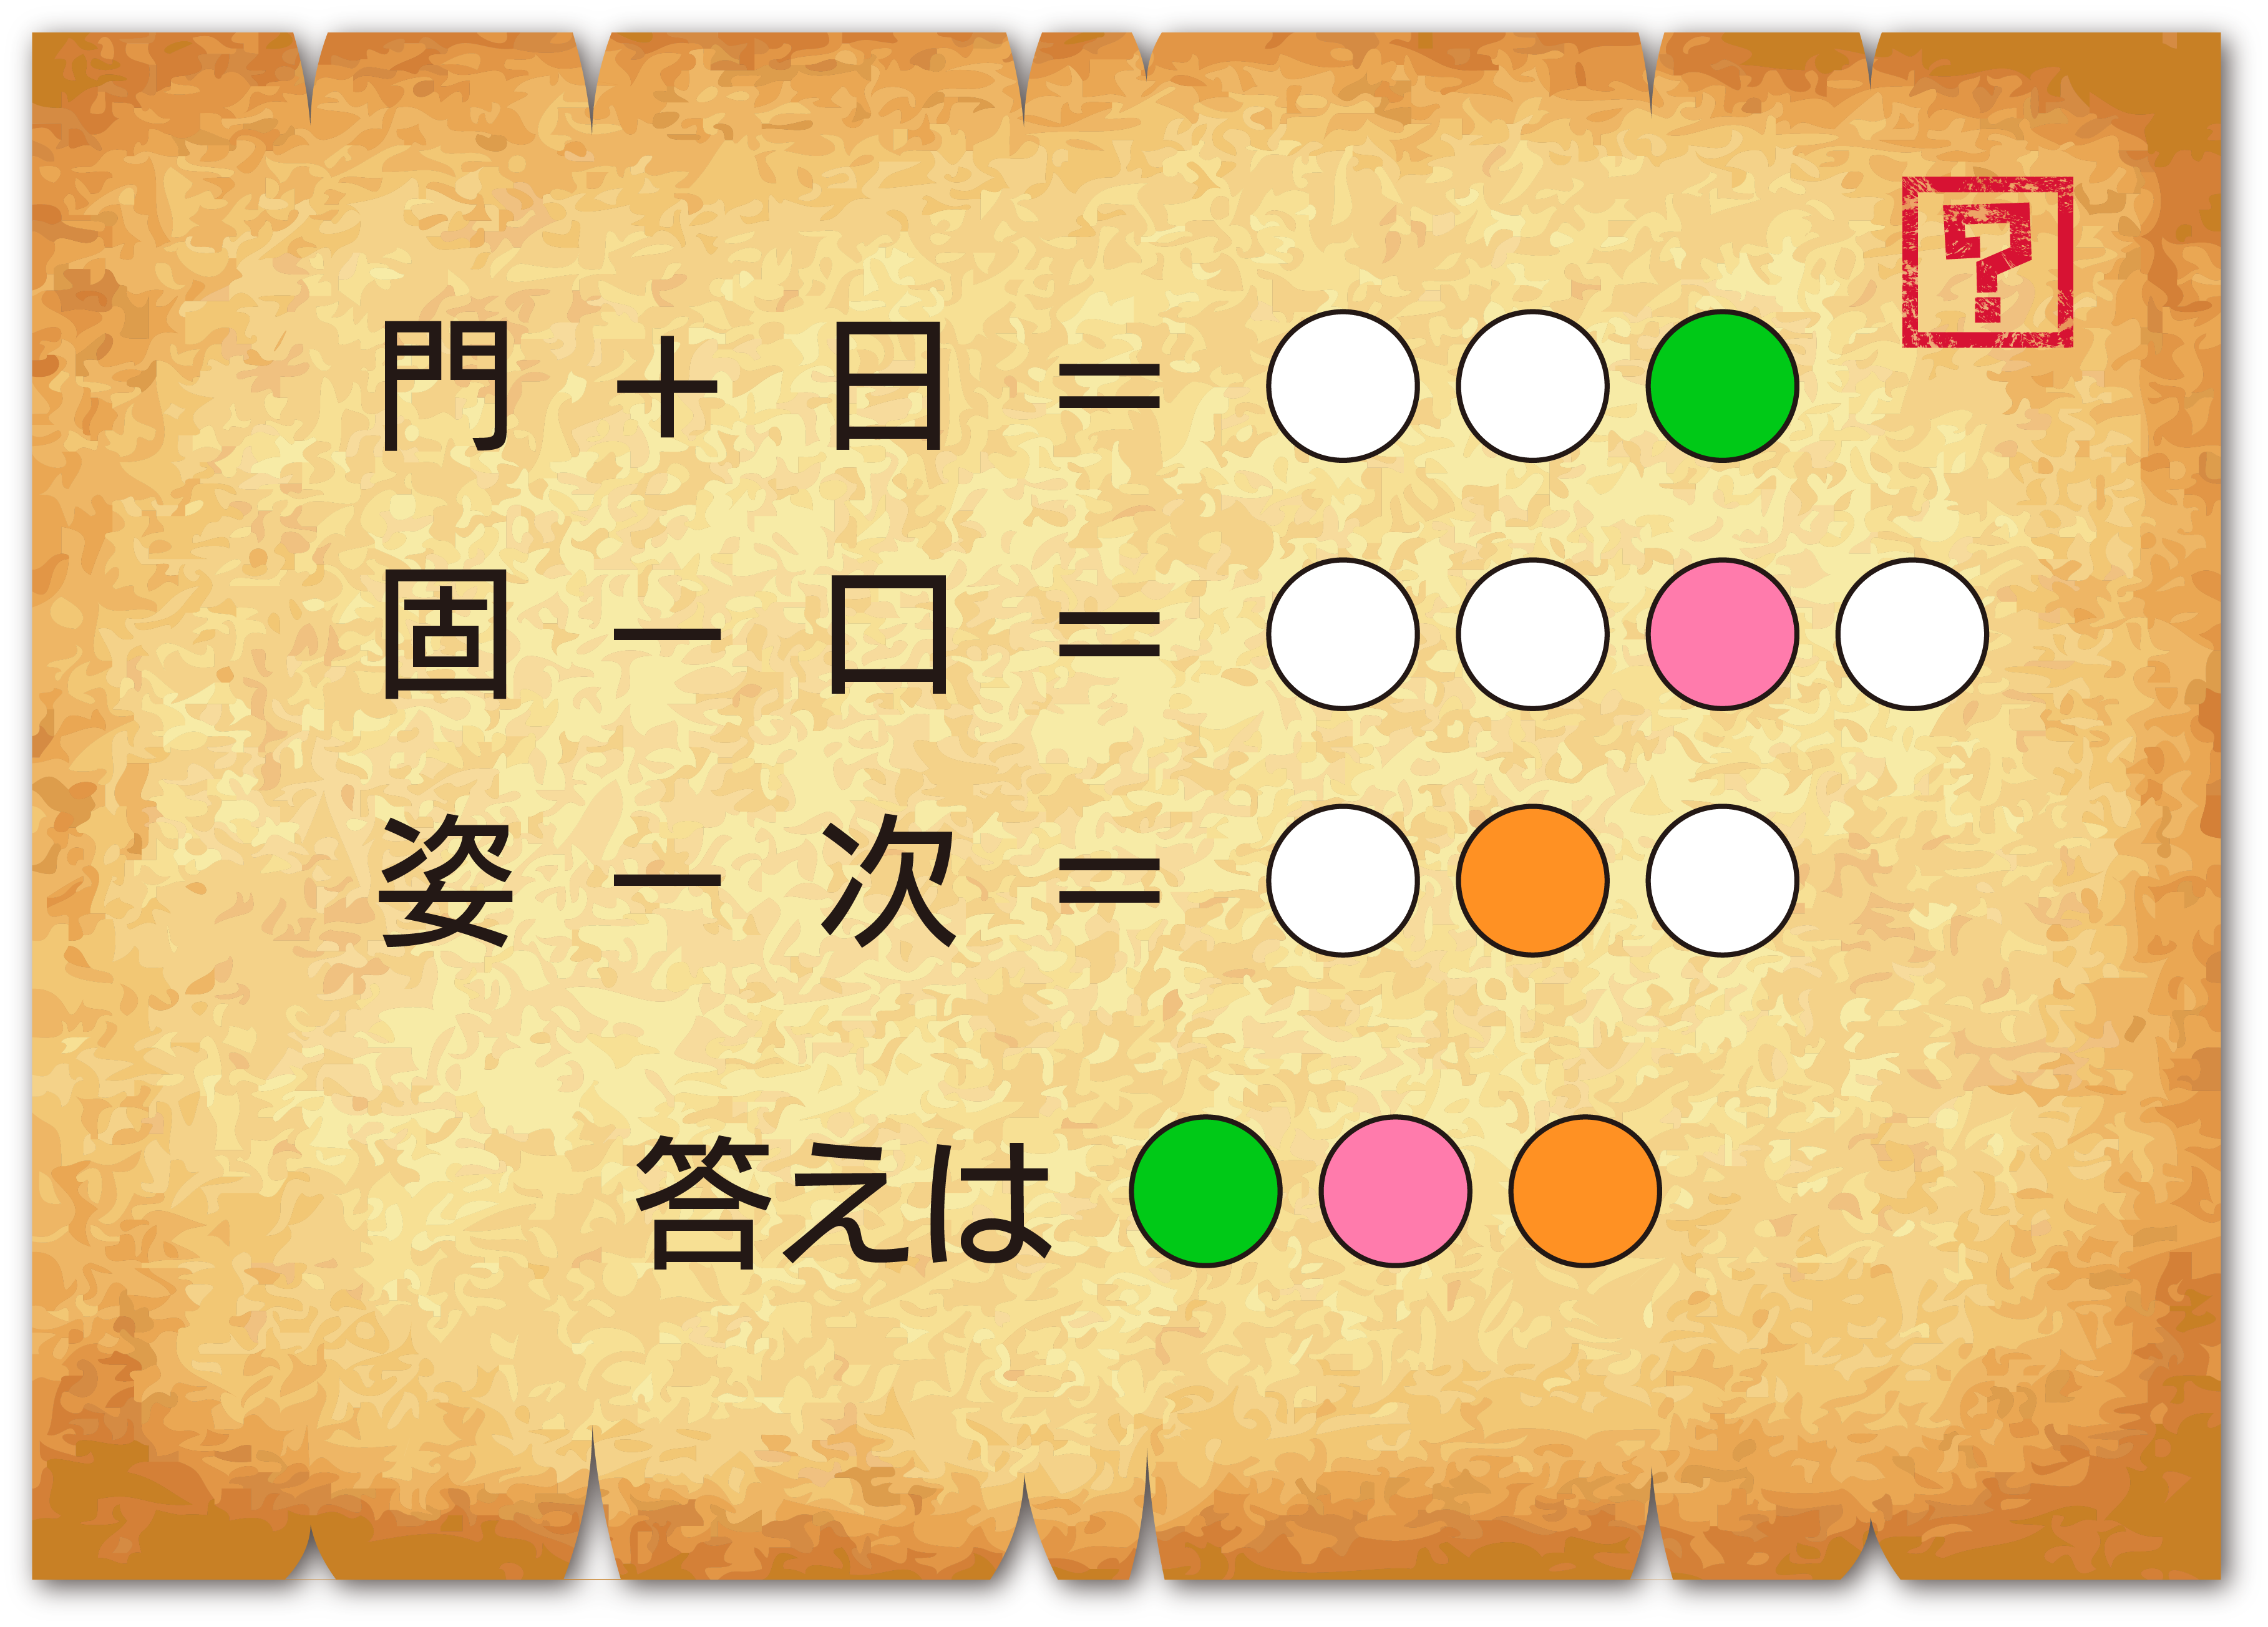 ?
門 + 日 =
固 − 口 =
姿 − 次 =
答えは